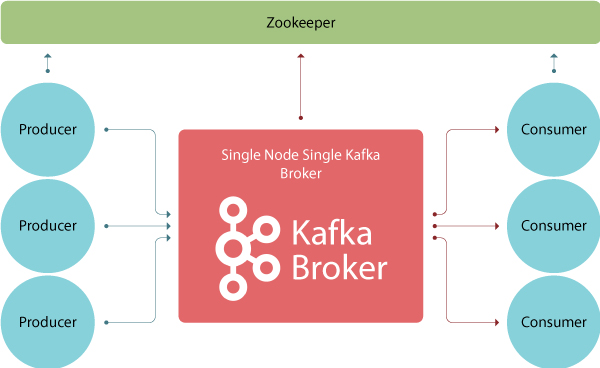 Zookeeper
Producer
Single Node Single Kafka
Broker
Consumer
Producer
Kafka
Broker
Consumer
Producer
Consumer